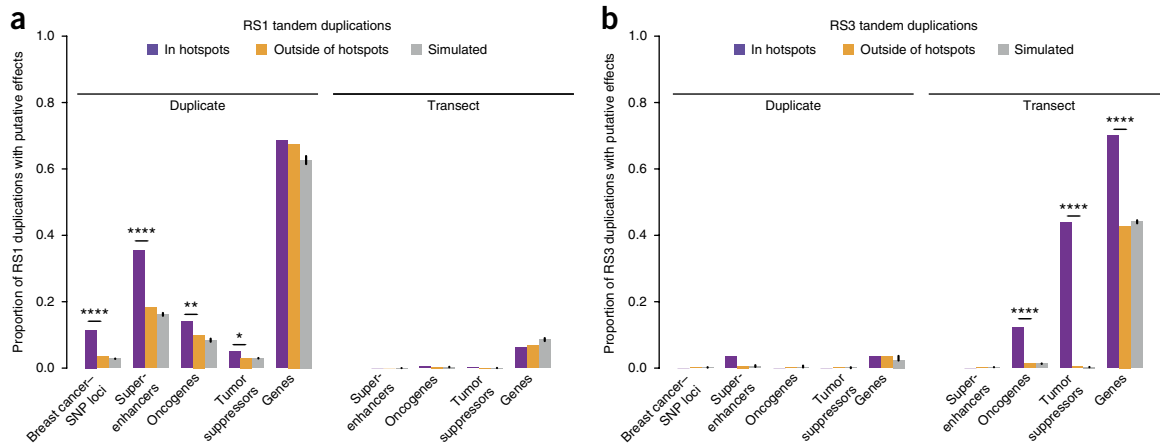 a
RS1 tandem duplications
In hotspots
Outside of hotspots
Simulated
Proportion of RS1 duplications with putative effects
1.0
0.8
0.6
0.4
0.2
0.0
Duplicate
Transect
****
****
**
*
Breast cancer–
SNP loci
Super-
enhancers
Oncogenes
Tumor
suppressors
Genes
Super-
enhancers
Oncogenes
Tumor
suppressors
Genes
b
RS3 tandem duplications
In hotspots
Outside of hotspots
Simulated
Proportion of RS3 duplications with putative effects
1.0
0.8
0.6
0.4
0.2
0.0
Duplicate
Transect
****
****
****
Breast cancer–
SNP loci
Super-
enhancers
Oncogenes
Tumor
suppressors
Genes
Super-
enhancers
Oncogenes
Tumor
suppressors
Genes